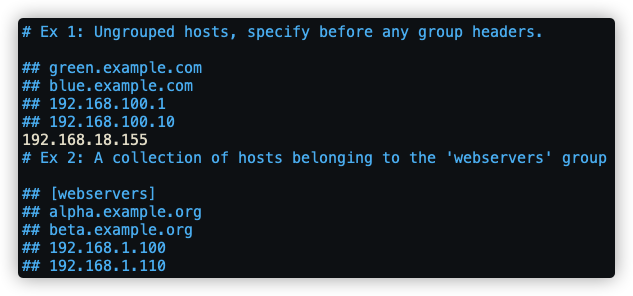 # Ex 1: Ungrouped hosts, specify before any group headers.
## green.example.com
## blue.example.com
## 192.168.100.1
## 192.168.100.10
192.168.18.155
# Ex 2: A collection of hosts belonging to the 'webservers' group
## [webservers]
## alpha.example.org
## beta.example.org
## 192.168.1.100
## 192.168.1.110